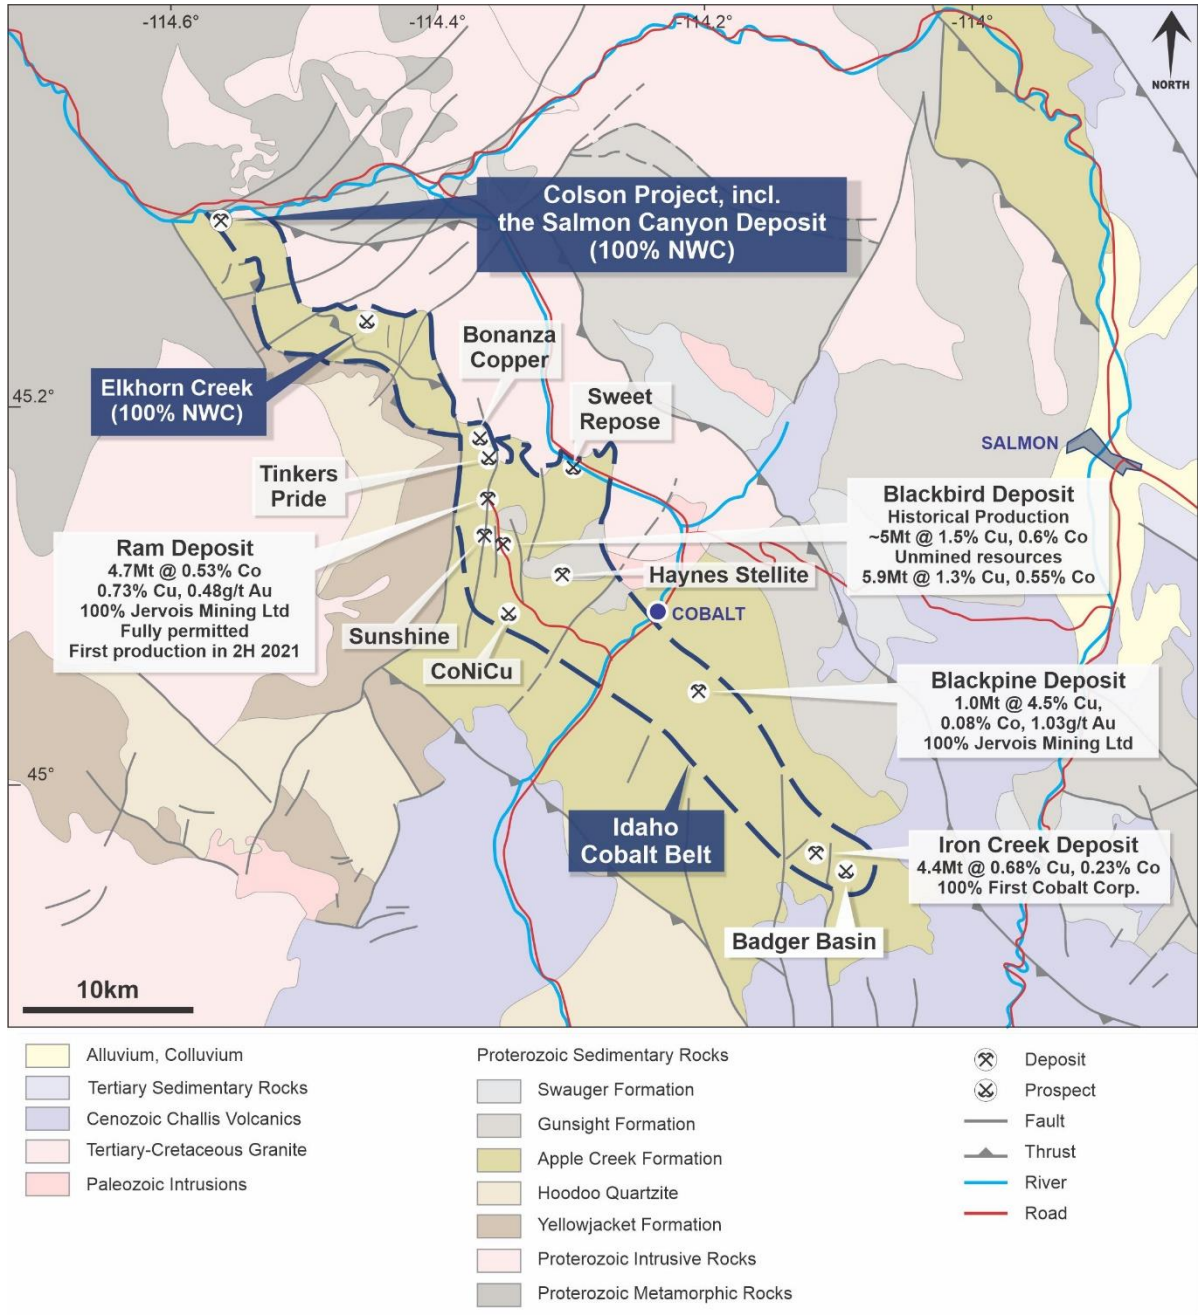 -114.6°
-114.4°
-114.2°
-114°
NORTH
Colson Project, incl.
the Salmon Canyon Deposit
(100% NWC)
Bonanza
Copper
Elkhorn Creek
(100% NWC)
45.2°
Sweet
Repose
SALMON
Tinkers
Pride
Blackbird Deposit
Historical Production
~5Mt @ 1.5% Cu, 0.6% Co
Unmined resources
5.9Mt @ 1.3% Cu, 0.55% Co
Ram Deposit
4.7Mt @ 0.53% Co
0.73% Cu, 0.48g/t Au
100% Jervois Mining Ltd
Fully permitted
First production in 2H 2021
Haynes Stellite
COBALT
Sunshine
CoNiCu
Blackpine Deposit
1.0Mt @ 4.5% Cu,
0.08% Co, 1.03g/t Au
100% Jervois Mining Ltd
45°
Idaho
Cobalt Belt
Iron Creek Deposit
4.4Mt @ 0.68% Cu, 0.23% Co
100% First Cobalt Corp.
Badger Basin
10km
Alluvium, Colluvium
Tertiary Sedimentary Rocks
Cenozoic Challis Volcanics
Tertiary-Cretaceous Granite
Paleozoic Intrusions
Proterozoic Sedimentary Rocks
Swauger Formation
Gunsight Formation
Apple Creek Formation
Hoodoo Quartzite
Yellowjacket Formation
Proterozoic Intrusive Rocks
Proterozoic Metamorphic Rocks
Deposit
Prospect
Fault
Thrust
River
Road